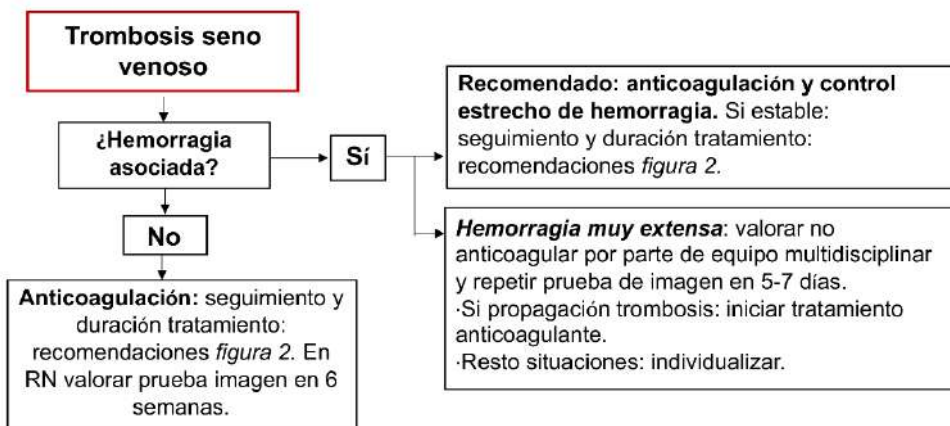 Trombosis seno
venoso
¿Hemorragia
asociada?
Sí
No
Recomendado: anticoagulación y control
estrecho de hemorragia. Si estable:
seguimiento y duración tratamiento:
recomendaciones figura 2.
Hemorragia muy extensa: valorar no
anticoagular por parte de equipo multidisciplinar
y repetir prueba de imagen en 5-7 días.
·Si propagación trombosis: iniciar tratamiento
anticoagulante.
·Resto situaciones: individualizar.
Anticoagulación: seguimiento y
duración tratamiento:
recomendaciones figura 2. En
RN valorar prueba imagen en 6
semanas.